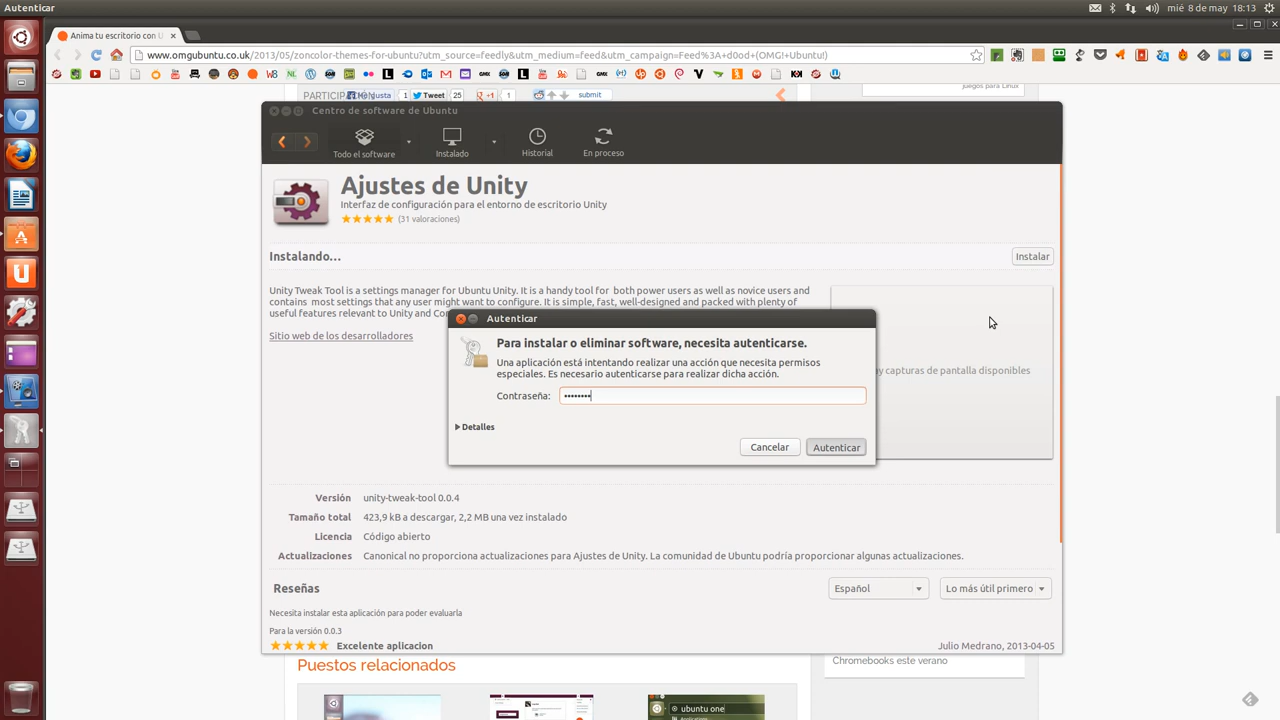 Autenticar
mié 8 de may 18:13
Anima tu escritorio con U
www.omgubuntu.co.uk/2013/05/zoncolor-themes-for-ubuntu?utm_source=feedly&utm_medium=feed&utm_campaign=Feed%3A+d0od+(OMG!+Ubuntu!)
juegos para Linux
Me gusta 1 Tweet 25 +1 1 submit
Centro de software de Ubuntu
Todo el software Instalado Historial En proceso
Ajustes de Unity
Interfaz de configuración para el entorno de escritorio Unity
(31 valoraciones)
Instalando... Instalar
Unity Tweak Tool is a settings manager for Ubuntu Unity. It is a handy tool for both power users as well as novice users and
contains most settings that any user might want to configure. It is simple, fast, well-designed and packed with plenty of
useful features relevant to Unity and
Sitio web de los desarrolladores
capturas de pantalla disponibles
Autenticar
Para instalar o eliminar software, necesita autenticarse.
Una aplicación está intentando realizar una acción que necesita permisos
especiales. Es necesario autenticarse para realizar dicha acción.
Contraseña: ••••••••
Detalles
Cancelar Autenticar
Versión unity-tweak-tool 0.0.4
Tamaño total 423,9 kB a descargar, 2,2 MB una vez instalado
Licencia Código abierto
Actualizaciones Canonical no proporciona actualizaciones para Ajustes de Unity. La comunidad de Ubuntu podría proporcionar algunas actualizaciones.
Reseñas Español Lo más útil primero
Necesita instalar esta aplicación para poder evaluarla
Para la versión 0.0.3
Excelente aplicacion Julio Medrano, 2013-04-05
Puestos relacionados
Chromebooks este verano
ubuntu one